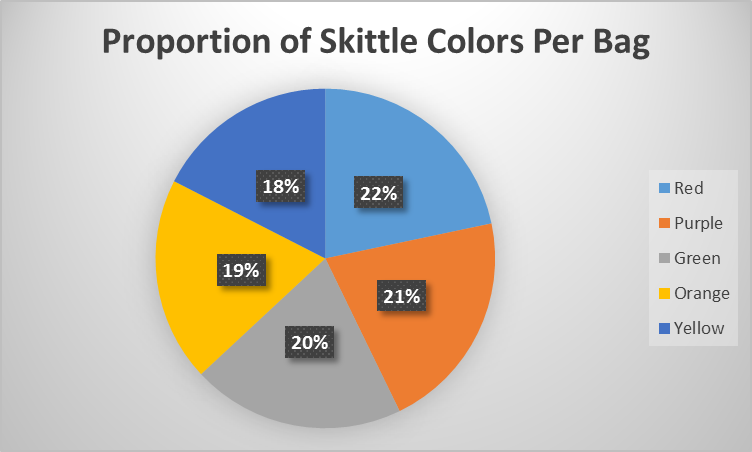 Proportion of Skittle Colors Per Bag
18%
22%
19%
21%
20%
Red
Purple
Green
Orange
Yellow